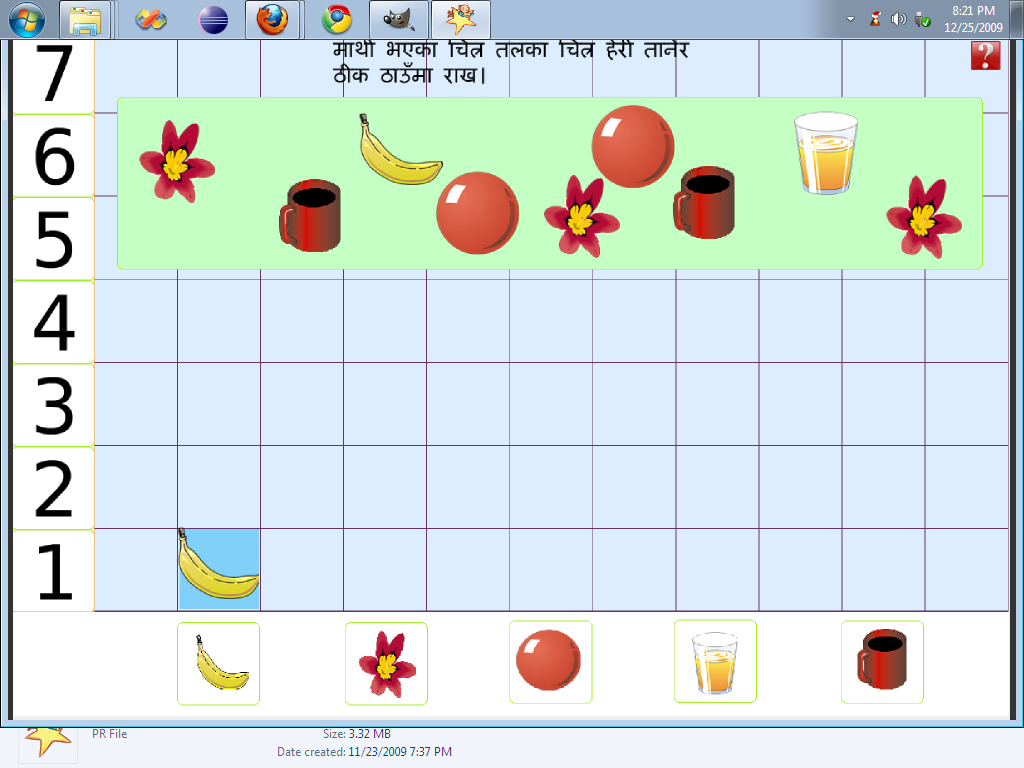 8:21 PM
12/25/2009
माथी भएका चित्र तलका चित्र हेरी तानेर
ठीक ठाउँमा राख।
?
7
6
5
4
3
2
1
PR File
Size: 3.32 MB
Date created: 11/23/2009 7:37 PM